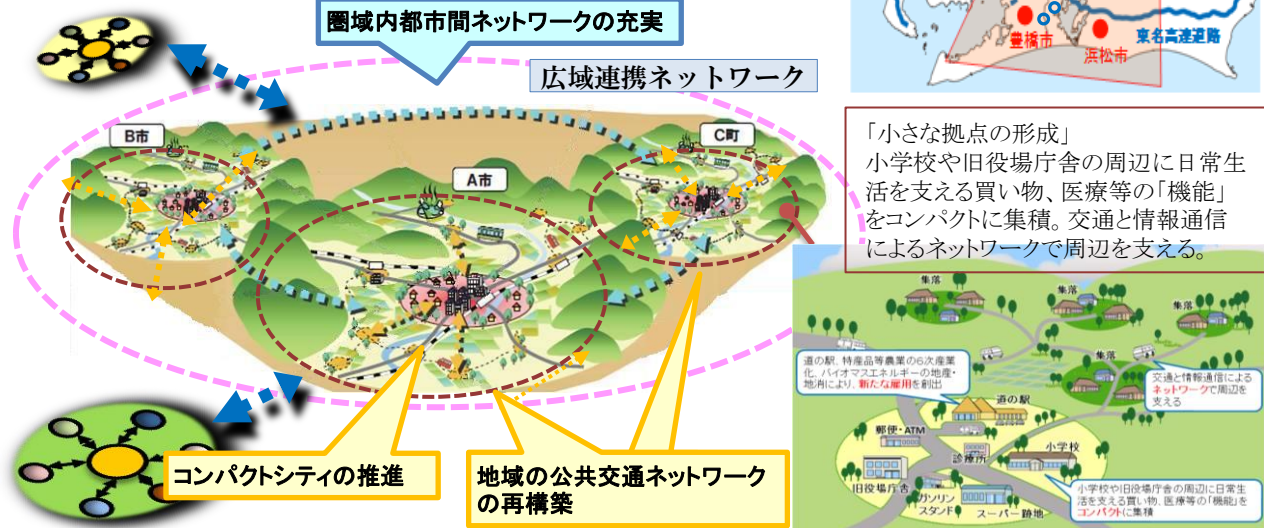 圏域内都市間ネットワークの充実
広域連携ネットワーク
B市
A市
C町
コンパクトシティの推進
地域の公共交通ネットワーク
の再構築
豊橋市
浜松市
東名高速道路
「小さな拠点の形成」
小学校や旧役場庁舎の周辺に日常生
活を支える買い物、医療等の「機能」
をコンパクトに集積。交通と情報通信
によるネットワークで周辺を支える。
集落
集落
集落
道の駅、特産品等農業の6次産業
化、バイオマスエネルギーの地産・
地消により、新たな雇用を創出
交通と情報通信による
ネットワークで周辺を
支える
道の駅
郵便・ATM
診療所
小学校
旧役場庁舎
ガソリン
スタンド
スーパー跡地
小学校や旧役場庁舎の周辺に日常生
活を支える買い物、医療等の「機能」を
コンパクトに集積